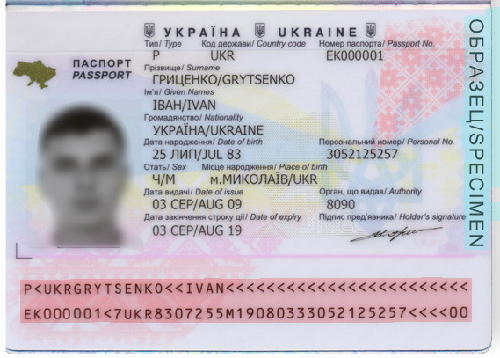 УКРАЇНА UKRAINE
Тип/ Type Код держави/ Country code Номер паспорта/ Passport No.
P UKR EK000001
ПАСПОРТ
PASSPORT
Прізвище/ Surname
ГРИЦЕНКО/GRYTSENKO
Ім'я/ Given Names
ІВАН/IVAN
Громадянство/ Nationality
УКРАЇНА/UKRAINE
Дата народження/ Date of birth Персональний номер/ Personal No.
25 ЛИП/JUL 83 3052125257
Стать/ Sex Місце народження/ Place of birth
Ч/М м.МИКОЛАЇВ/UKR
Дата видачі/ Date of issue Орган, що видав/ Authority
03 СЕР/AUG 09 8090
Дата закінчення строку дії/ Date of expiry Підпис пред'явника/ Holder's signature
03 СЕР/AUG 19
ОБРАЗЕЦ/SPECIMEN
P<UKRGRYTSENKO<<IVAN<<<<<<<<<<<<<<<<<<<<<<<<
EK000001<7UKR8307255M19080333052125257<<<<00